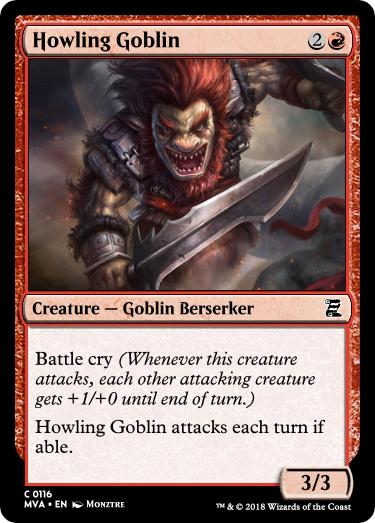 Howling Goblin 2
Creature — Goblin Berserker
Battle cry (Whenever this creature
attacks, each other attacking creature
gets +1/+0 until end of turn.)
Howling Goblin attacks each turn if
able.
3/3
C 0116
MVA • EN Monztre
™ & © 2018 Wizards of the Coast